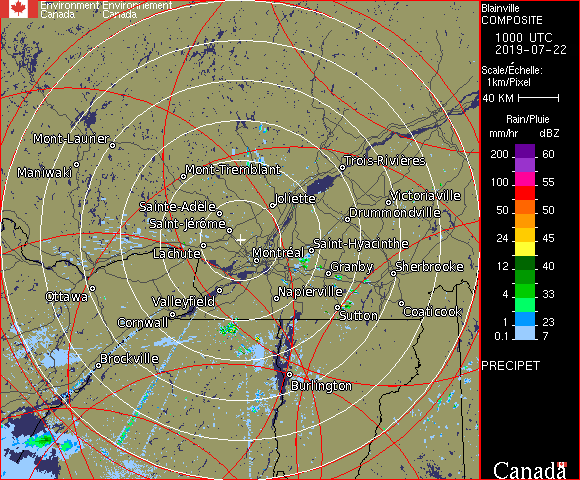 Environment Environnement
Canada Canada
Blainville
COMPOSITE
1000 UTC
2019-07-22
Scale/Échelle:
1km/Pixel
40 KM
Rain/Pluie
mm/hr dBZ
200 60
100 55
50 50
24 45
12 40
4 33
1 23
0.1 7
PRECIPET
Canada
Mont-Laurier
Maniwaki
Mont-Tremblant
Trois-Rivières
Sainte-Adèle
Joliette
Victoriaville
Drummondville
Saint-Jérôme
Lachute
Montréal
Saint-Hyacinthe
Granby
Sherbrooke
Ottawa
Valleyfield
Napierville
Cornwall
Sutton
Coaticook
Brockville
Burlington